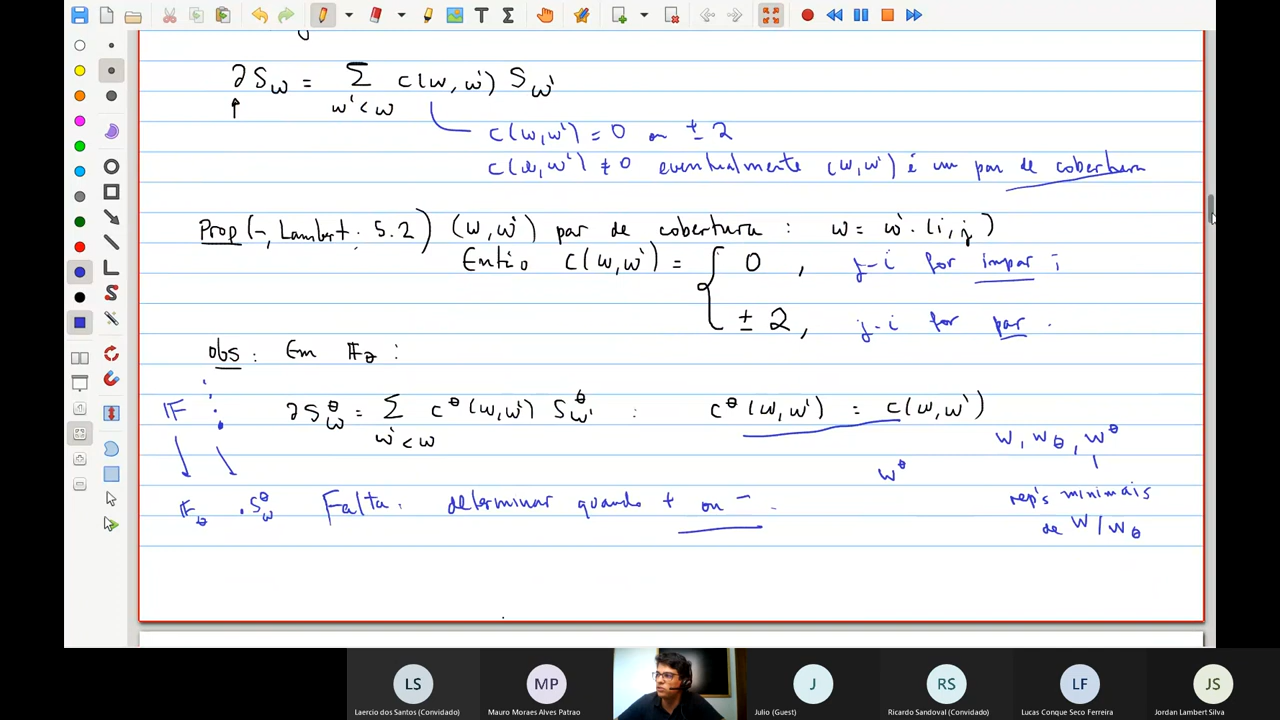 ∂S_w = Σ_{w'<w} c(w,w') S_{w'}
c(w,w') = 0 ou ± 2
c(w,w') ≠ 0 eventualmente (w,w') é um par de cobertura
Prop (-, Lambert. 5.2) (w,w') par de cobertura : w = w'. (i,j)
Então c(w,w') = { 0 , j-i for impar ;
± 2, j-i for par.
obs: Em 𝔽_Θ :
𝔽
∂S_w^Θ = Σ_{w'<w} c^Θ(w,w') S_{w'}^Θ : c^Θ(w,w') = c(w,w')
W, W_Θ, W^Θ
W^Θ
rep's minimais
de W/W_Θ
𝔽_Θ . S_w^Θ Falta: determinar quando + ou - .
LS
MP
J
RS
LF
JS
Laercio dos Santos (Convidado)
Mauro Moraes Alves Patrao
Julio (Guest)
Ricardo Sandoval (Convidado)
Lucas Conque Seco Ferreira
Jordan Lambert Silva